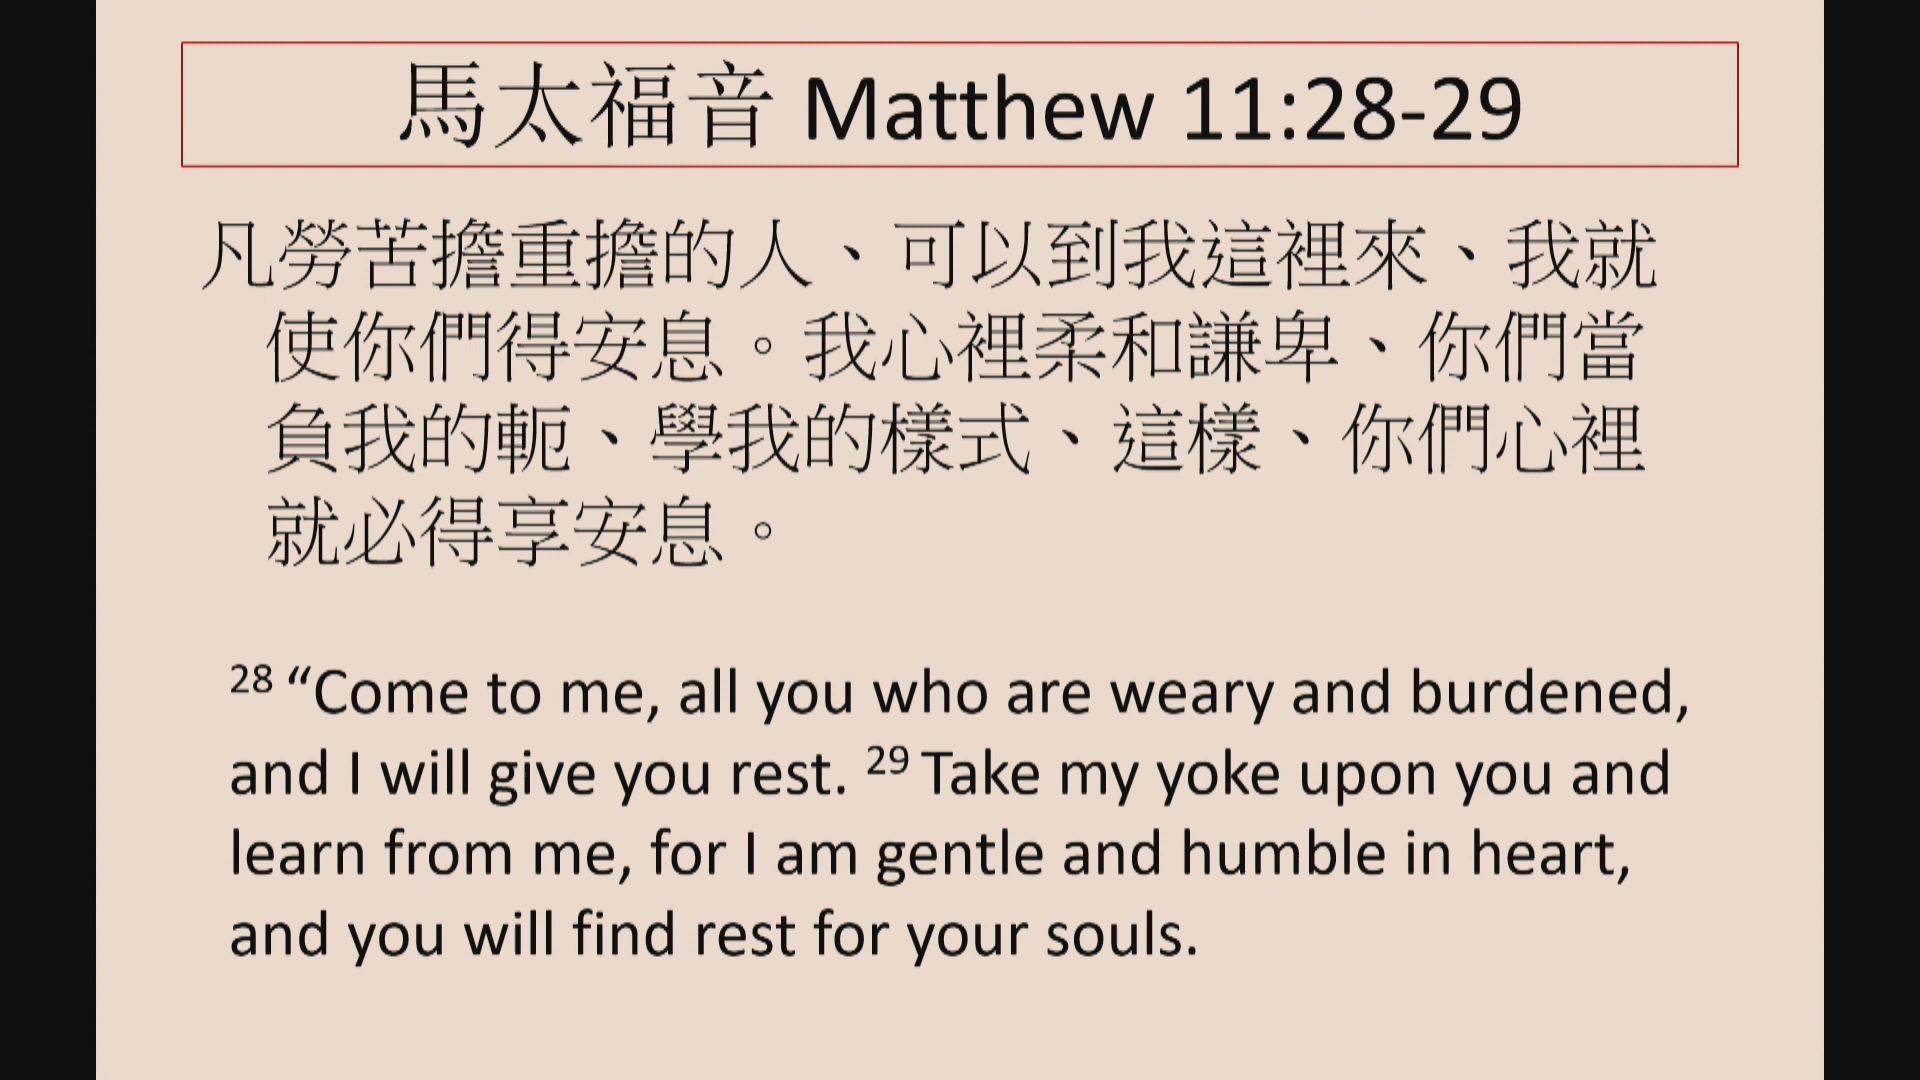 馬太福音 Matthew 11:28-29
凡勞苦擔重擔的人、可以到我這裡來、我就
使你們得安息。我心裡柔和謙卑、你們當
負我的軛、學我的樣式、這樣、你們心裡
就必得享安息。
28 “Come to me, all you who are weary and burdened,
and I will give you rest. 29 Take my yoke upon you and
learn from me, for I am gentle and humble in heart,
and you will find rest for your souls.